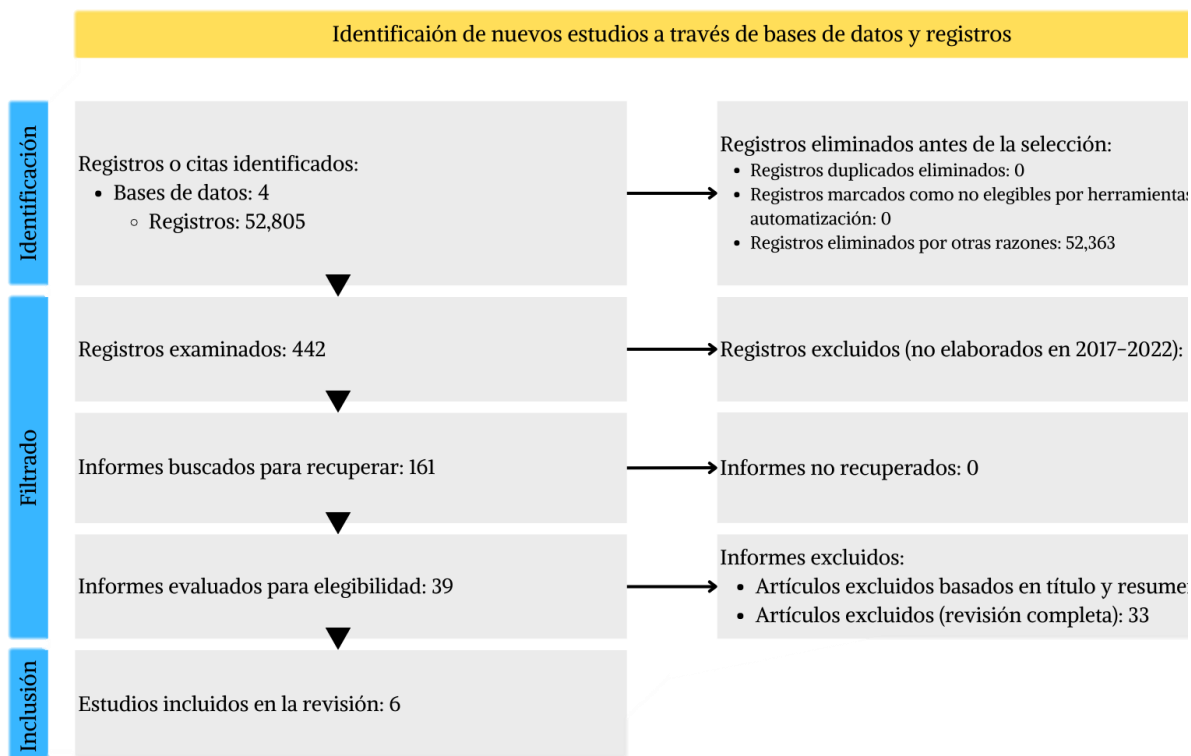 Identificaión de nuevos estudios a través de bases de datos y registros
Identificación
Registros o citas identificados:
• Bases de datos: 4
◦ Registros: 52,805
Registros eliminados antes de la selección:
• Registros duplicados eliminados: 0
• Registros marcados como no elegibles por herramientas
automatización: 0
• Registros eliminados por otras razones: 52,363
Filtrado
Registros examinados: 442
Registros excluidos (no elaborados en 2017-2022):
Informes buscados para recuperar: 161
Informes no recuperados: 0
Informes evaluados para elegibilidad: 39
Informes excluidos:
• Artículos excluidos basados en título y resume
• Artículos excluidos (revisión completa): 33
Inclusión
Estudios incluidos en la revisión: 6